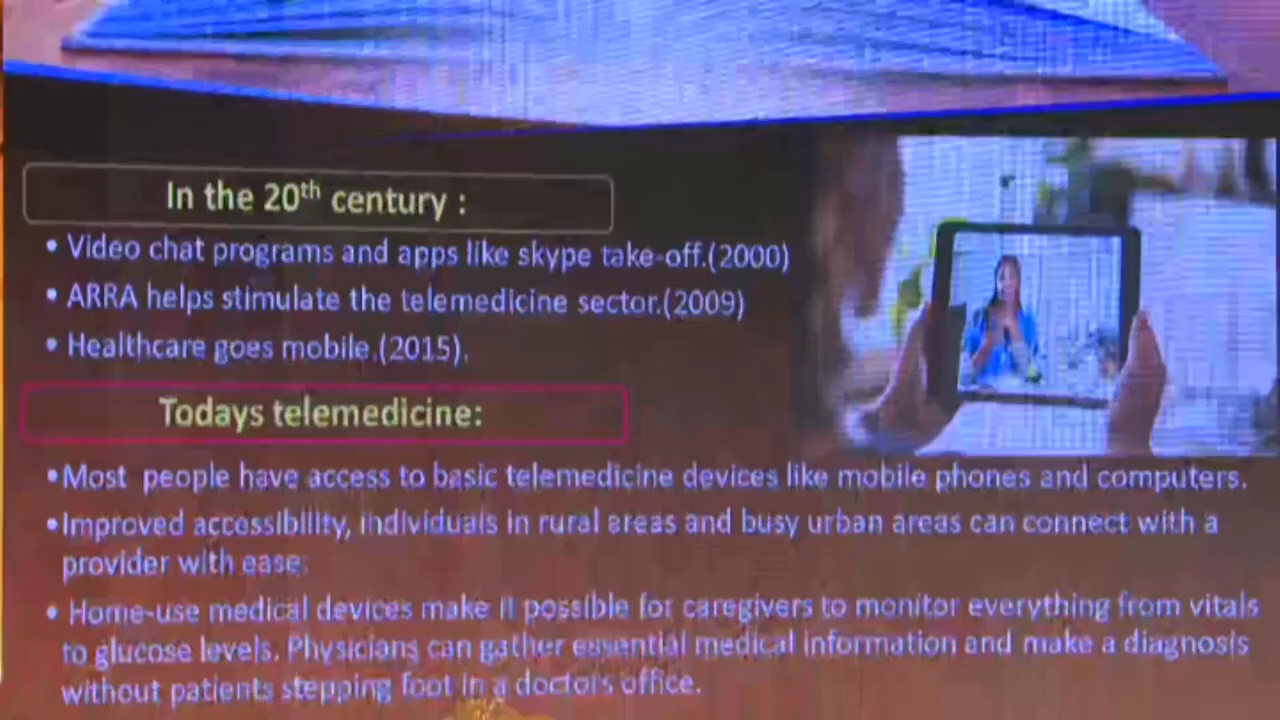 In the 20th century :
• Video chat programs and apps like skype take-off.(2000)
• ARRA helps stimulate the telemedicine sector.(2009)
• Healthcare goes mobile.(2015).
Todays telemedicine:
•Most people have access to basic telemedicine devices like mobile phones and computers.
•Improved accessibility, individuals in rural areas and busy urban areas can connect with a
provider with ease.
• Home-use medical devices make it possible for caregivers to monitor everything from vitals
to glucose levels. Physicians can gather essential medical information and make a diagnosis
without patients stepping foot in a doctors office.